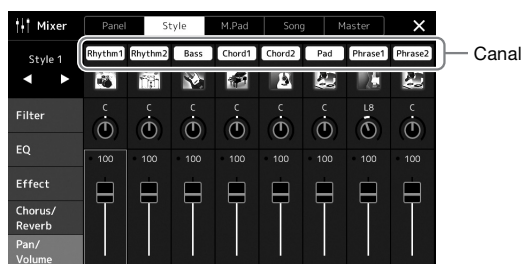 Mixer Panel Style M.Pad Song Master
Style 1 Rhythm1 Rhythm2 Bass Chord1 Chord2 Pad Phrase1 Phrase2 Canal
Filter C C C C C C L8 C
EQ 100 100 100 100 100 100 100 100
Effect
Chorus/
Reverb
Pan/
Volume